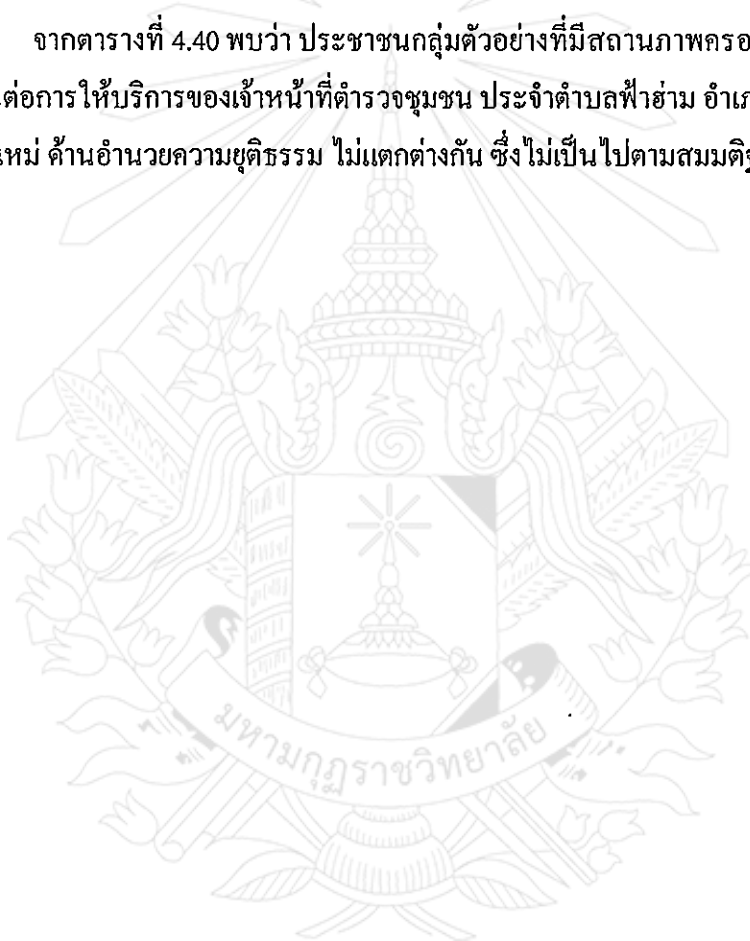 จากตารางที่ 4.40 พบว่า ประชาชนกลุ่มตัวอย่างที่มีสถานภาพครอ
ต่อการให้บริการของเจ้าหน้าที่ตำรวจชุมชน ประจำตำบลฟ้าฮ่าม อำเภ
หม่ ด้านอำนวยความยุติธรรม ไม่แตกต่างกัน ซึ่งไม่เป็นไปตามสมมติฐ
มหามกุฏราชวิทยาลัย